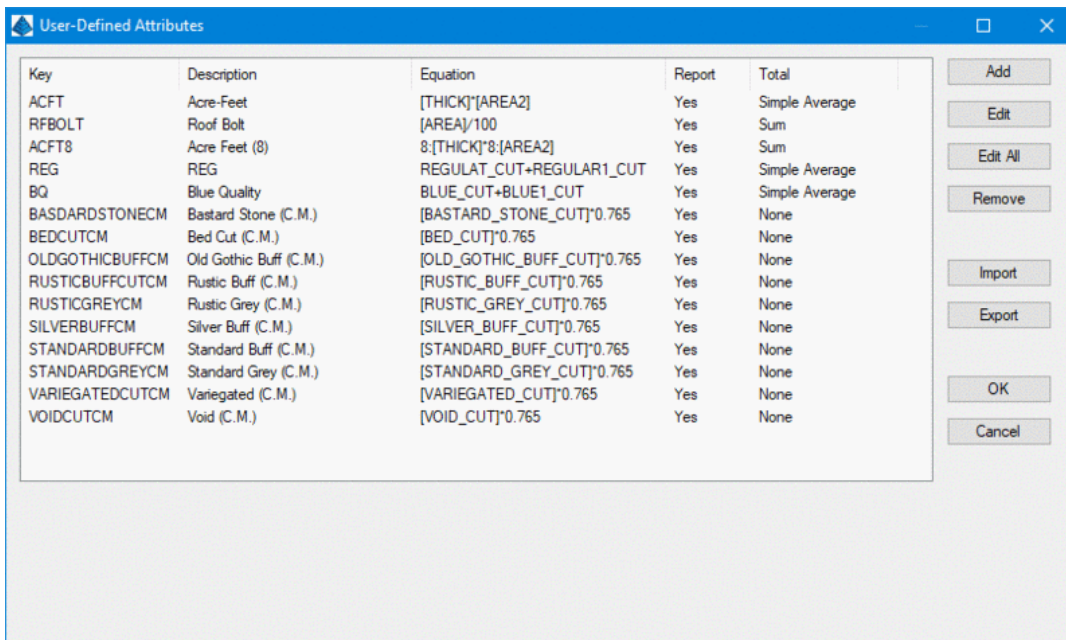 User-Defined Attributes
Key Description Equation Report Total
ACFT Acre-Feet [THICK]*[AREA2] Yes Simple Average
RFBOLT Roof Bolt [AREA]/100 Yes Sum
ACFT8 Acre Feet (8) 8:[THICK]*8:[AREA2] Yes Sum
REG REG REGULAT_CUT+REGULAR1_CUT Yes Simple Average
BQ Blue Quality BLUE_CUT+BLUE1_CUT Yes Simple Average
BASDARDSTONECM Bastard Stone (C.M.) [BASTARD_STONE_CUT]*0.765 Yes None
BEDCUTCM Bed Cut (C.M.) [BED_CUT]*0.765 Yes None
OLDGOTHICBUFFCM Old Gothic Buff (C.M.) [OLD_GOTHIC_BUFF_CUT]*0.765 Yes None
RUSTICBUFFCUTCM Rustic Buff (C.M.) [RUSTIC_BUFF_CUT]*0.765 Yes None
RUSTICGREYCM Rustic Grey (C.M.) [RUSTIC_GREY_CUT]*0.765 Yes None
SILVERBUFFCM Silver Buff (C.M.) [SILVER_BUFF_CUT]*0.765 Yes None
STANDARDBUFFCM Standard Buff (C.M.) [STANDARD_BUFF_CUT]*0.765 Yes None
STANDARDGREYCM Standard Grey (C.M.) [STANDARD_GREY_CUT]*0.765 Yes None
VARIEGATEDCUTCM Variegated (C.M.) [VARIEGATED_CUT]*0.765 Yes None
VOIDCUTCM Void (C.M.) [VOID_CUT]*0.765 Yes None
Add
Edit
Edit All
Remove
Import
Export
OK
Cancel